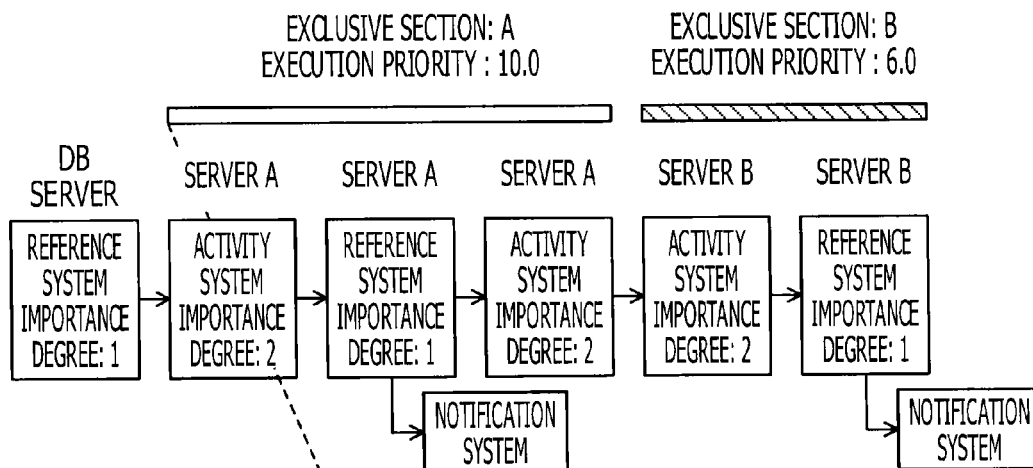 EXCLUSIVE SECTION: A
EXECUTION PRIORITY : 10.0
EXCLUSIVE SECTION: B
EXECUTION PRIORITY : 6.0
DB
SERVER
SERVER A
SERVER A
SERVER A
SERVER B
SERVER B
REFERENCE
SYSTEM
IMPORTANCE
DEGREE: 1
ACTIVITY
SYSTEM
IMPORTANCE
DEGREE: 2
REFERENCE
SYSTEM
IMPORTANCE
DEGREE: 1
ACTIVITY
SYSTEM
IMPORTANCE
DEGREE: 2
ACTIVITY
SYSTEM
IMPORTANCE
DEGREE: 2
REFERENCE
SYSTEM
IMPORTANCE
DEGREE: 1
NOTIFICATION
SYSTEM
NOTIFICATION
SYSTEM